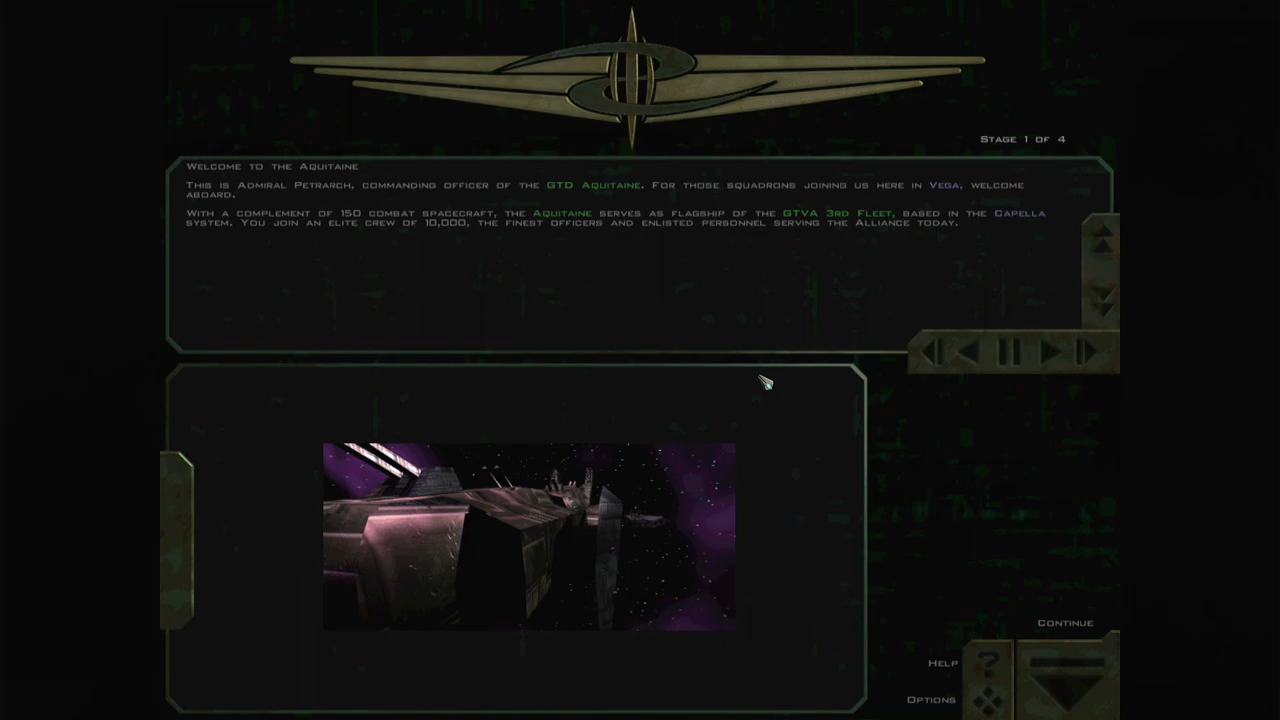 Stage 1 of 4
Welcome to the Aquitaine
This is Admiral Petrarch, commanding officer of the GTD Aquitaine. For those squadrons joining us here in Vega, welcome
aboard.
With a complement of 150 combat spacecraft, the Aquitaine serves as flagship of the GTVA 3rd Fleet, based in the Capella
system. You join an elite crew of 10,000, the finest officers and enlisted personnel serving the Alliance today.
Continue
Help
Options